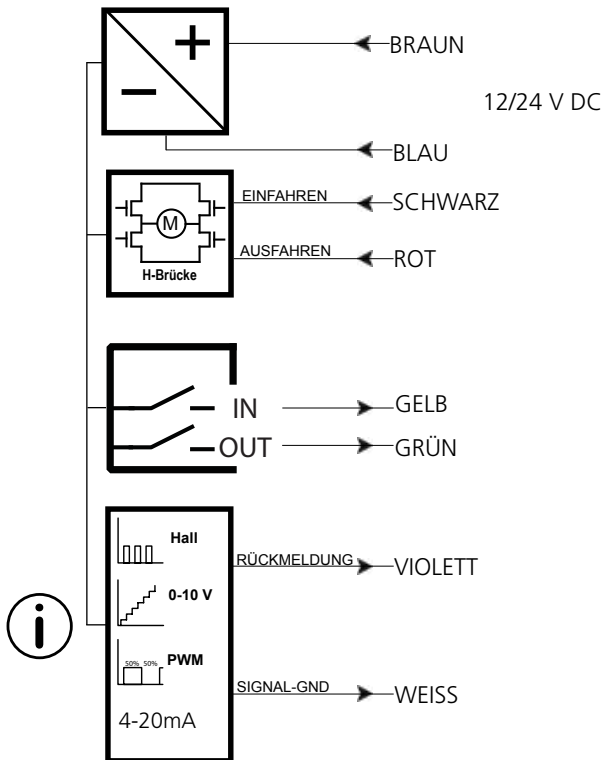 BRAUN
12/24 V DC
BLAU
EINFAHREN
SCHWARZ
M
AUSFAHREN
ROT
H-Brücke
IN
GELB
OUT
GRÜN
Hall
RÜCKMELDUNG
VIOLETT
0-10 V
i
50% 50%
PWM
SIGNAL-GND
WEISS
4-20mA